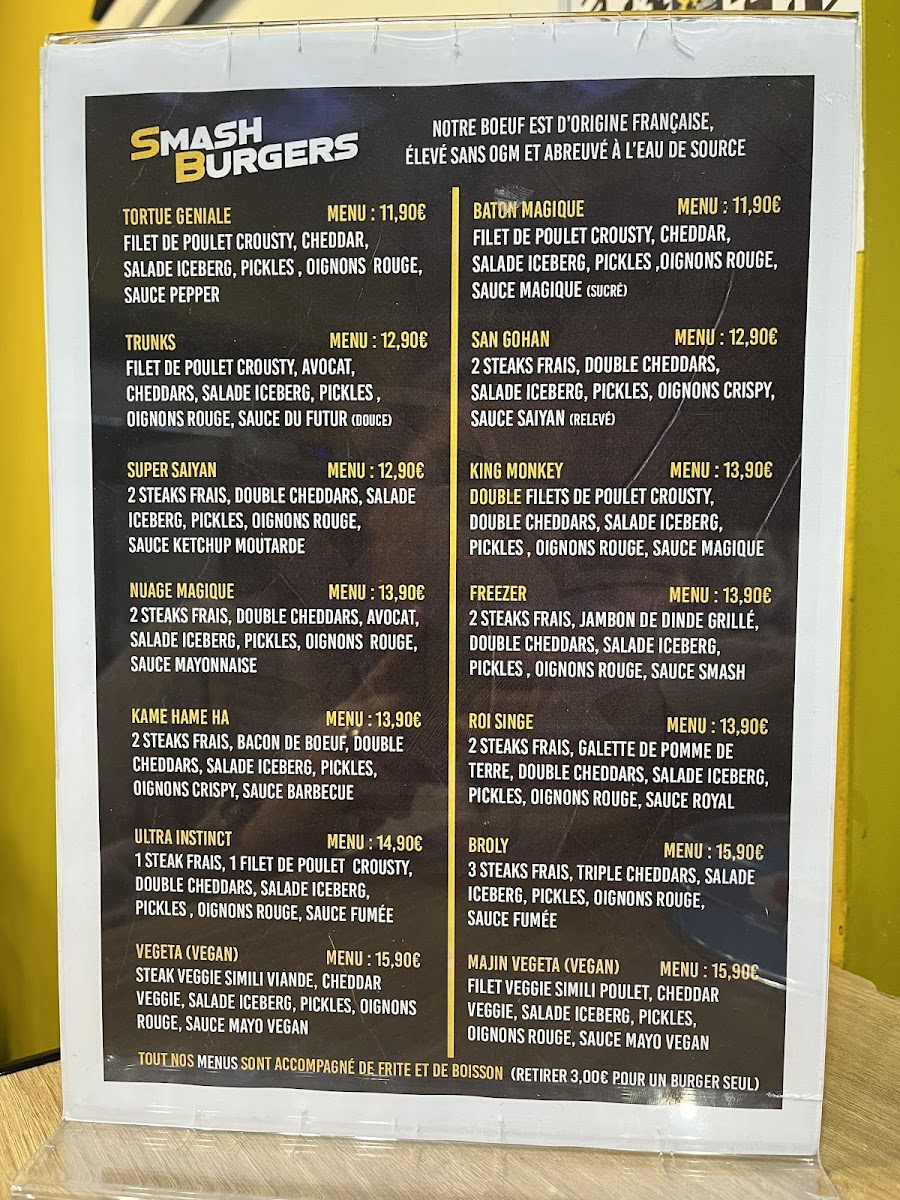 SMASH
BURGERS
NOTRE BOEUF EST D'ORIGINE FRANÇAISE,
ÉLEVÉ SANS OGM ET ABREUVÉ À L'EAU DE SOURCE
TORTUE GENIALE MENU : 11,90€
FILET DE POULET CROUSTY, CHEDDAR,
SALADE ICEBERG, PICKLES , OIGNONS ROUGE,
SAUCE PEPPER
TRUNKS MENU : 12,90€
FILET DE POULET CROUSTY, AVOCAT,
CHEDDARS, SALADE ICEBERG, PICKLES ,
OIGNONS ROUGE, SAUCE DU FUTUR (DOUCE)
SUPER SAIYAN MENU : 12,90€
2 STEAKS FRAIS, DOUBLE CHEDDARS, SALADE
ICEBERG, PICKLES, OIGNONS ROUGE,
SAUCE KETCHUP MOUTARDE
NUAGE MAGIQUE MENU : 13,90€
2 STEAKS FRAIS, DOUBLE CHEDDARS, AVOCAT,
SALADE ICEBERG, PICKLES, OIGNONS ROUGE,
SAUCE MAYONNAISE
KAME HAME HA MENU : 13,90€
2 STEAKS FRAIS, BACON DE BOEUF, DOUBLE
CHEDDARS, SALADE ICEBERG, PICKLES,
OIGNONS CRISPY, SAUCE BARBECUE
ULTRA INSTINCT MENU : 14,90€
1 STEAK FRAIS, 1 FILET DE POULET CROUSTY,
DOUBLE CHEDDARS, SALADE ICEBERG,
PICKLES , OIGNONS ROUGE, SAUCE FUMÉE
VEGETA (VEGAN) MENU : 15,90€
STEAK VEGGIE SIMILI VIANDE, CHEDDAR
VEGGIE, SALADE ICEBERG, PICKLES, OIGNONS
ROUGE, SAUCE MAYO VEGAN
BATON MAGIQUE MENU : 11,90€
FILET DE POULET CROUSTY, CHEDDAR,
SALADE ICEBERG, PICKLES ,OIGNONS ROUGE,
SAUCE MAGIQUE (SUCRÉ)
SAN GOHAN MENU : 12,90€
2 STEAKS FRAIS, DOUBLE CHEDDARS,
SALADE ICEBERG, PICKLES, OIGNONS CRISPY,
SAUCE SAIYAN (RELEVÉ)
KING MONKEY MENU : 13,90€
DOUBLE FILETS DE POULET CROUSTY,
DOUBLE CHEDDARS, SALADE ICEBERG,
PICKLES , OIGNONS ROUGE, SAUCE MAGIQUE
FREEZER MENU : 13,90€
2 STEAKS FRAIS, JAMBON DE DINDE GRILLÉ,
DOUBLE CHEDDARS, SALADE ICEBERG,
PICKLES , OIGNONS ROUGE, SAUCE SMASH
ROI SINGE MENU : 13,90€
2 STEAKS FRAIS, GALETTE DE POMME DE
TERRE, DOUBLE CHEDDARS, SALADE ICEBERG,
PICKLES, OIGNONS ROUGE, SAUCE ROYAL
BROLY MENU : 15,90€
3 STEAKS FRAIS, TRIPLE CHEDDARS, SALADE
ICEBERG, PICKLES, OIGNONS ROUGE,
SAUCE FUMÉE
MAJIN VEGETA (VEGAN) MENU : 15,90€
FILET VEGGIE SIMILI POULET, CHEDDAR
VEGGIE, SALADE ICEBERG, PICKLES,
OIGNONS ROUGE, SAUCE MAYO VEGAN
TOUT NOS MENUS SONT ACCOMPAGNÉ DE FRITE ET DE BOISSON (RETIRER 3,00€ POUR UN BURGER SEUL)